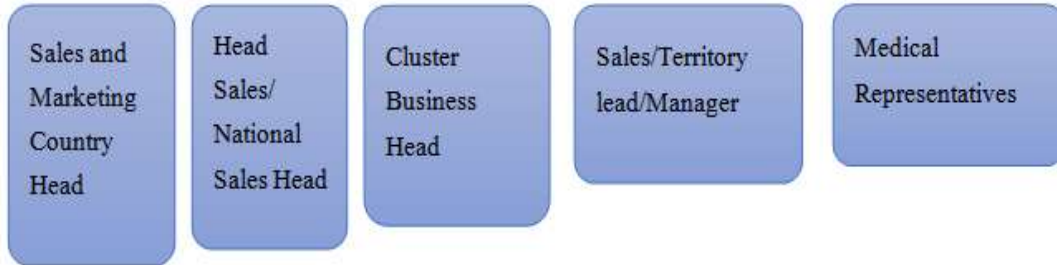 Sales and
Marketing
Country
Head
Head
Sales/
National
Sales Head
Cluster
Business
Head
Sales/Territory
lead/Manager
Medical
Representatives